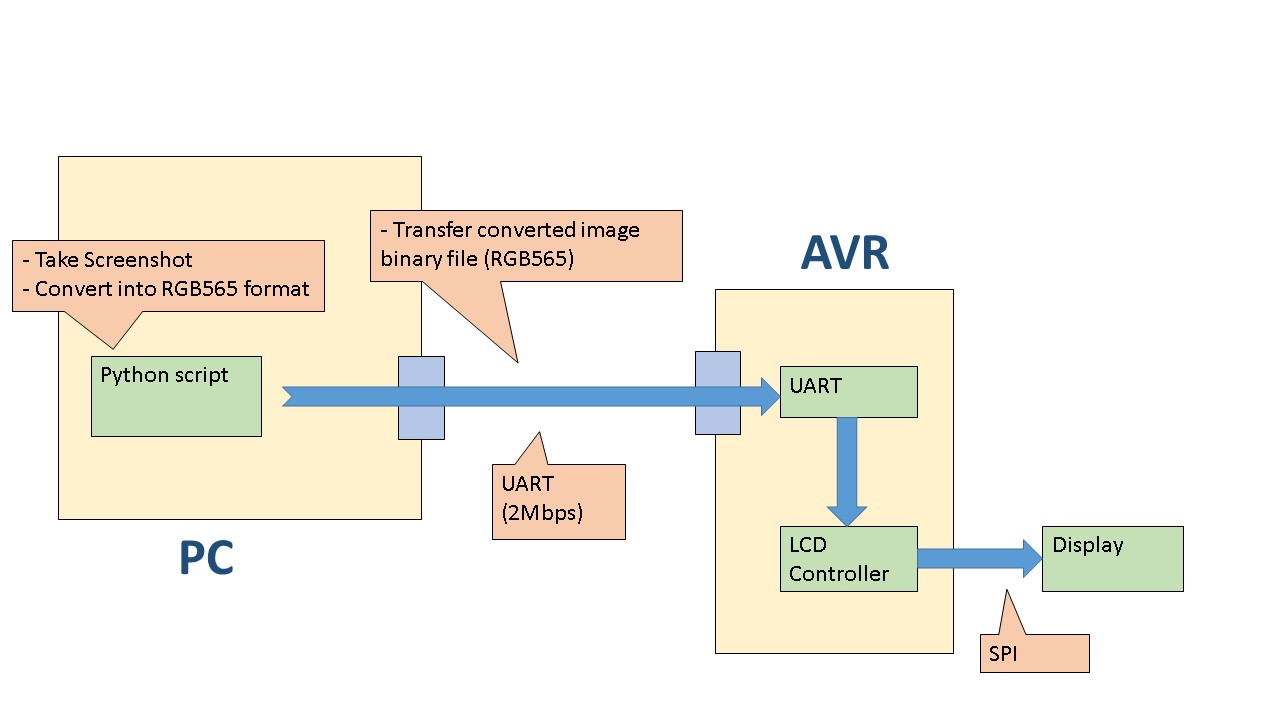 - Transfer converted image
binary file (RGB565)
AVR
- Take Screenshot
- Convert into RGB565 format
Python script
UART
UART
(2Mbps)
PC
LCD
Controller
Display
SPI